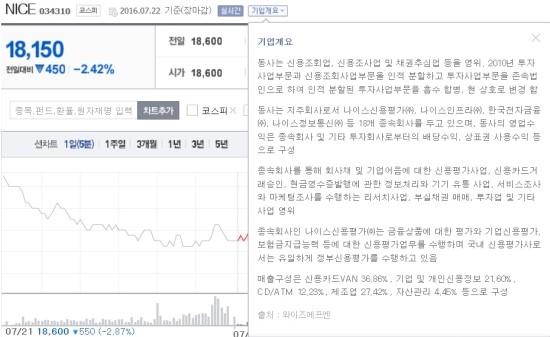 NICE 034310 코스피 2016.07.22 기준(장마감) 실시간 기업개요
18,150
전일대비 ▼450 -2.42%
전일 18,600
시가 18,600
종목,펀드,환율,원자재명 입력 차트추가 코스피
선차트 1일(5분) 1주일 3개월 1년 3년 5년
07/21 18,600 ▼550 (-2.87%)
07/
기업개요
동사는 신용조회업, 신용조사업 및 채권추심업 등을 영위, 2010년 투자
사업부문과 신용조회사업부문을 인적 분할하고 투자사업부문을 존속법
인으로 하여 인적 분할된 투자사업부문을 흡수 합병, 현 상호로 변경 함
동사는 지주회사로서 나이스신용평가㈜, 나이스인프라㈜, 한국전자금융
㈜, 나이스정보통신㈜ 등 18개 종속회사를 두고 있으며, 동사의 영업수
익은 종속회사 및 기타 투자회사로부터의 배당수익, 상표권 사용수익 등으
로 구성
종속회사를 통해 회사채 및 기업어음에 대한 신용평가사업, 신용카드거
래승인, 현금영수증발행에 관한 정보처리와 기기 유통 사업, 서비스조사
와 마케팅조사를 수행하는 리서치사업, 부실채권 매매, 투자업 및 기타
사업 영위
종속회사인 나이스신용평가㈜는 금융상품에 대한 평가와 기업신용평가,
보험금지급능력 등에 대한 신용평가업무를 수행하며 국내 신용평가사로
서는 유일하게 정부신용평가를 수행하고 있음
매출구성은 신용카드VAN 36.86%, 기업 및 개인신용정보 21.60%,
CD/ATM 12.23%, 제조업 27.42%, 자산관리 4.45% 등으로 구성
출처 : 와이즈에프엔